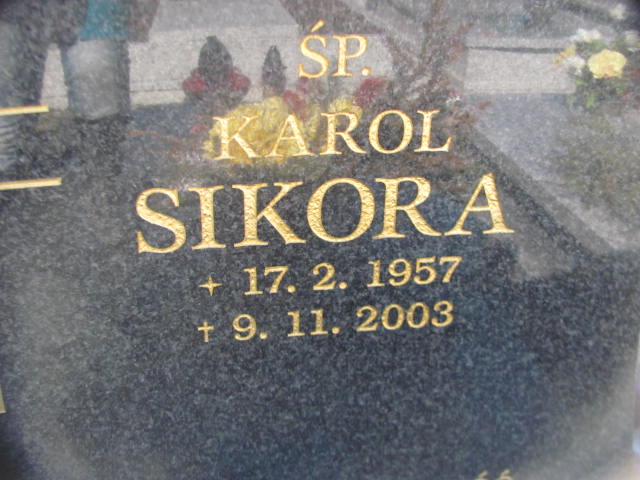 ŚP.
KAROL
SIKORA
+ 17. 2. 1957
† 9. 11. 2003